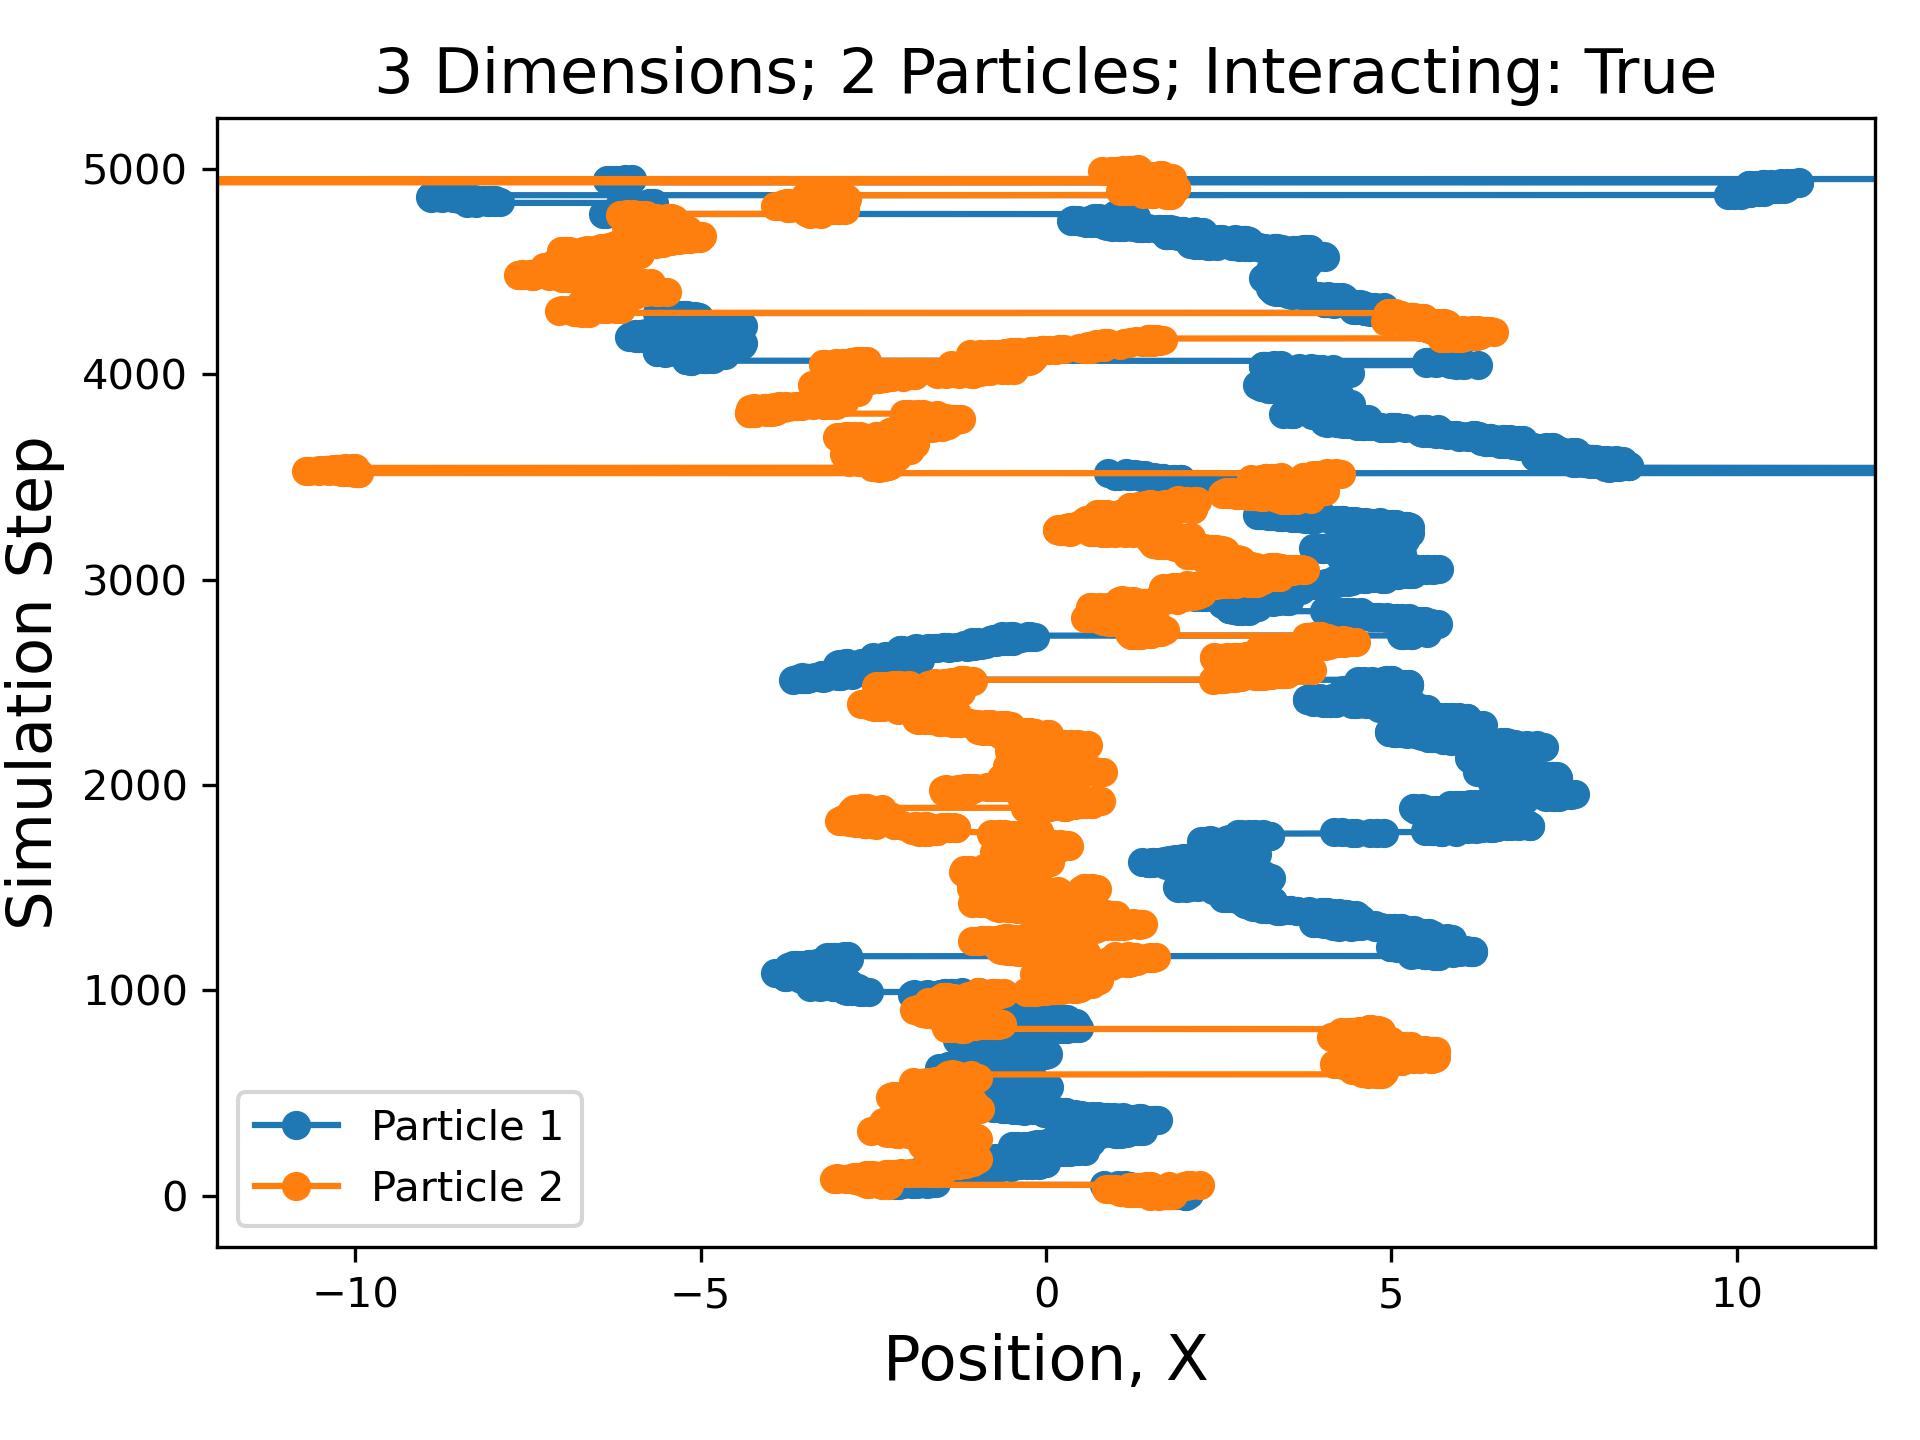 3 Dimensions; 2 Particles; Interacting: True
Simulation Step
5000
4000
3000
2000
1000
0
Particle 1
Particle 2
−10
−5
0
5
10
Position, X